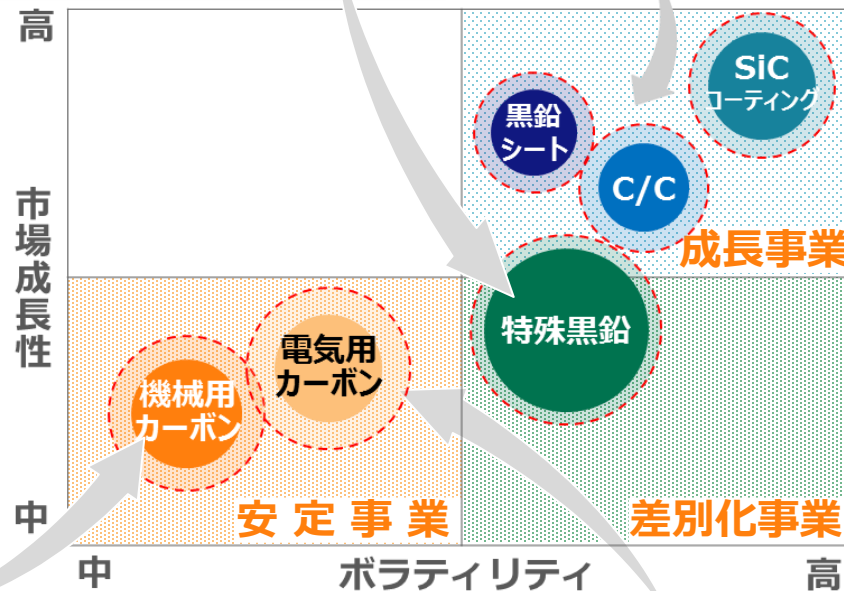 高
SiC
コーティング
黒鉛
シート
C/C
市場成長性
成長事業
特殊黒鉛
電気用
カーボン
機械用
カーボン
中
安定事業
差別化事業
中
ボラティリティ
高